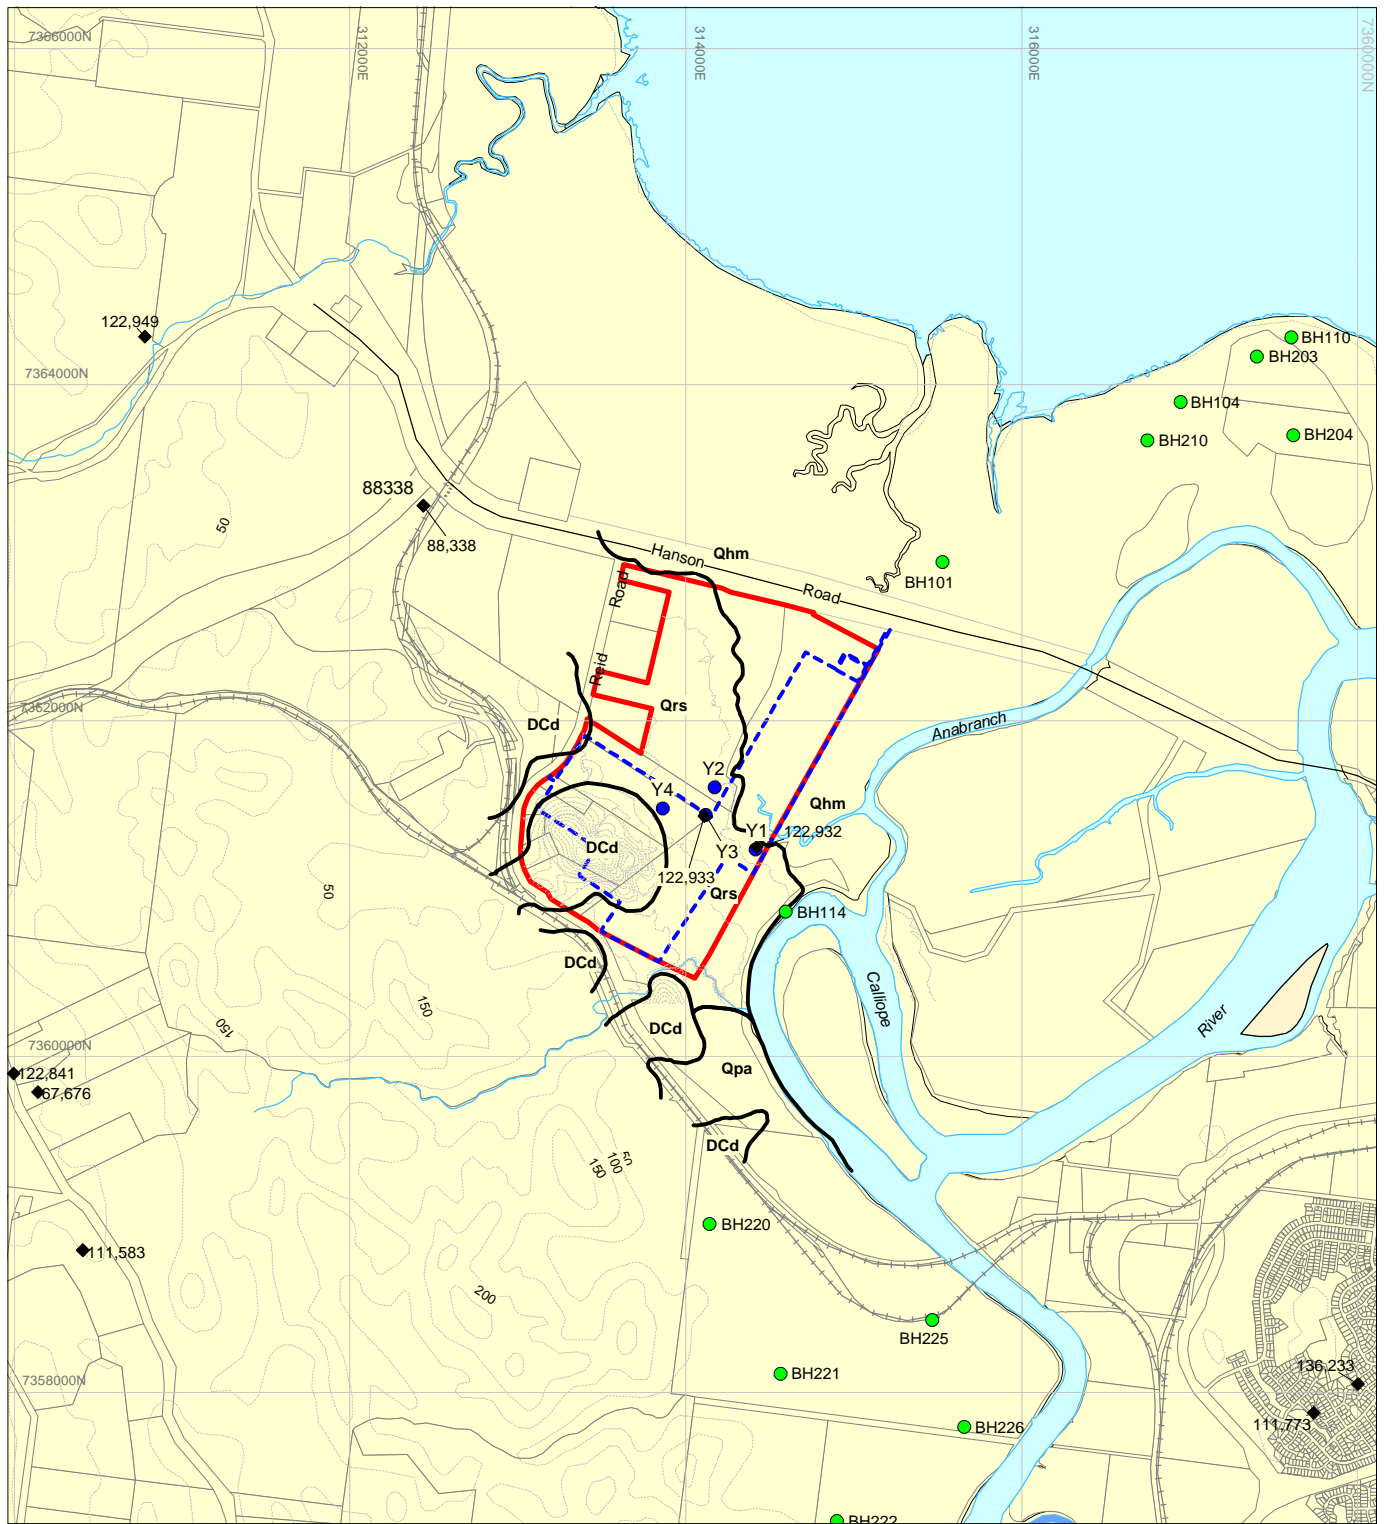 7366000N
312000E
314000E
316000E
7360000N
122,949
BH110
BH203
7364000N
BH104
BH204
BH210
88338
50
88,338
Hanson
Qhm
Road
BH101
Road
Reid
Qrs
7362000N
DCd
Anabranch
Y2
Y4
Qhm
Y1
122,932
DCd
Y3
122,933
Qrs
50
BH114
DCd
150
150
Calliope
River
DCd
7360000N
122,841
67,676
Qpa
50
100
150
DCd
BH220
111,583
200
BH225
136,233
BH221
7358000N
111,773
BH226
BH222